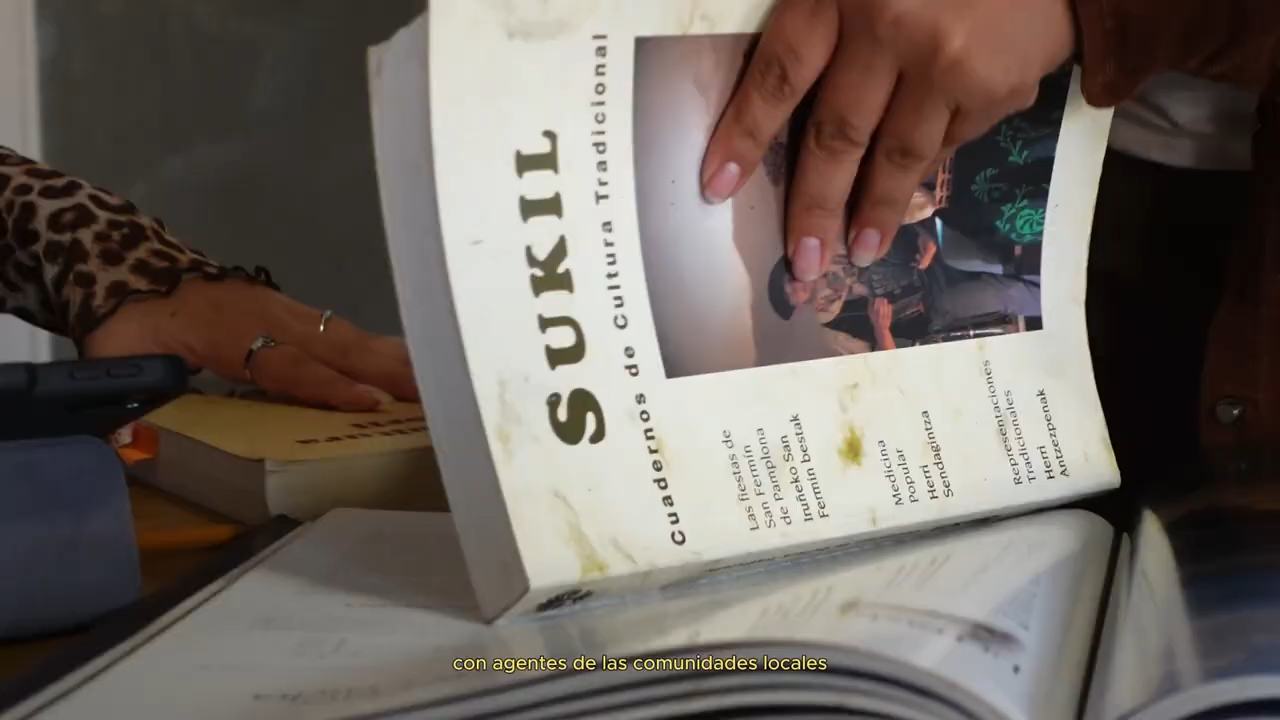 SUKIL
Cuadernos de Cultura Tradicional
Las fiestas de
San Fermín
de Pamplona
Iruñeko San
Fermin bestak
Medicina
Popular
Herri
Sendagintza
Representaciones
Tradicionales
Herri
Antzezpenak
con agentes de las comunidades locales